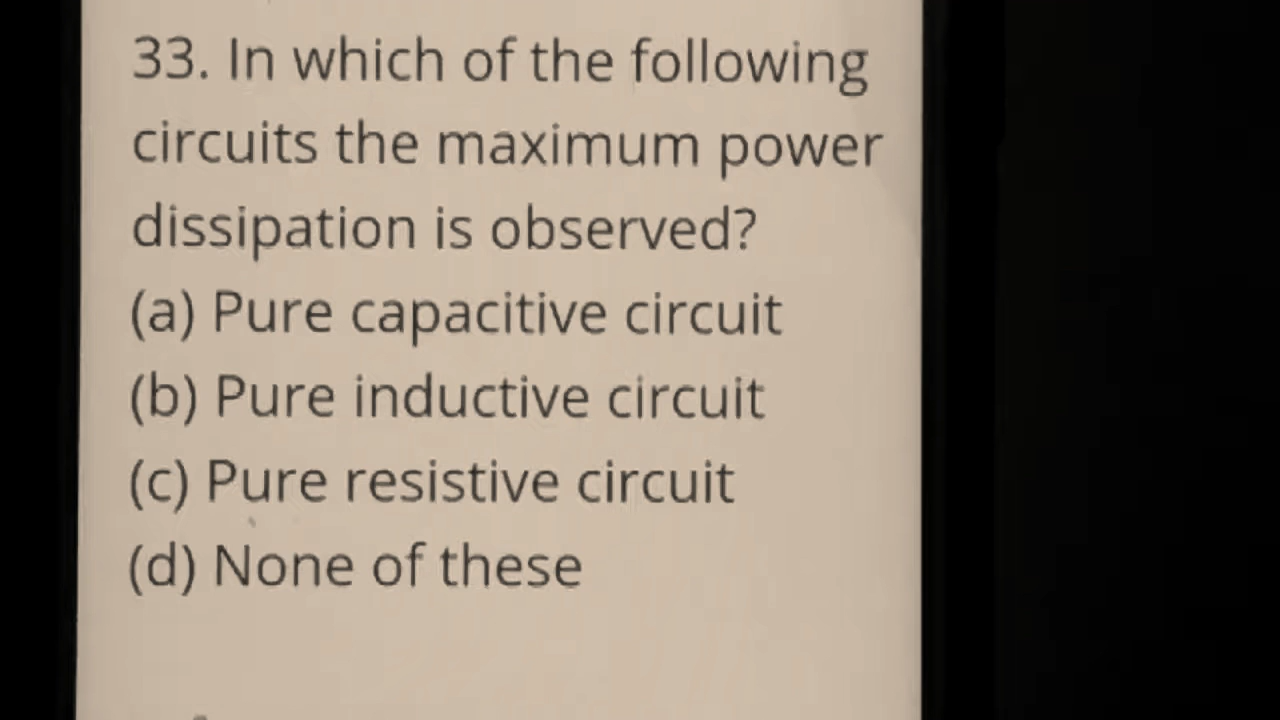 33. In which of the following
circuits the maximum power
dissipation is observed?
(a) Pure capacitive circuit
(b) Pure inductive circuit
(c) Pure resistive circuit
(d) None of these